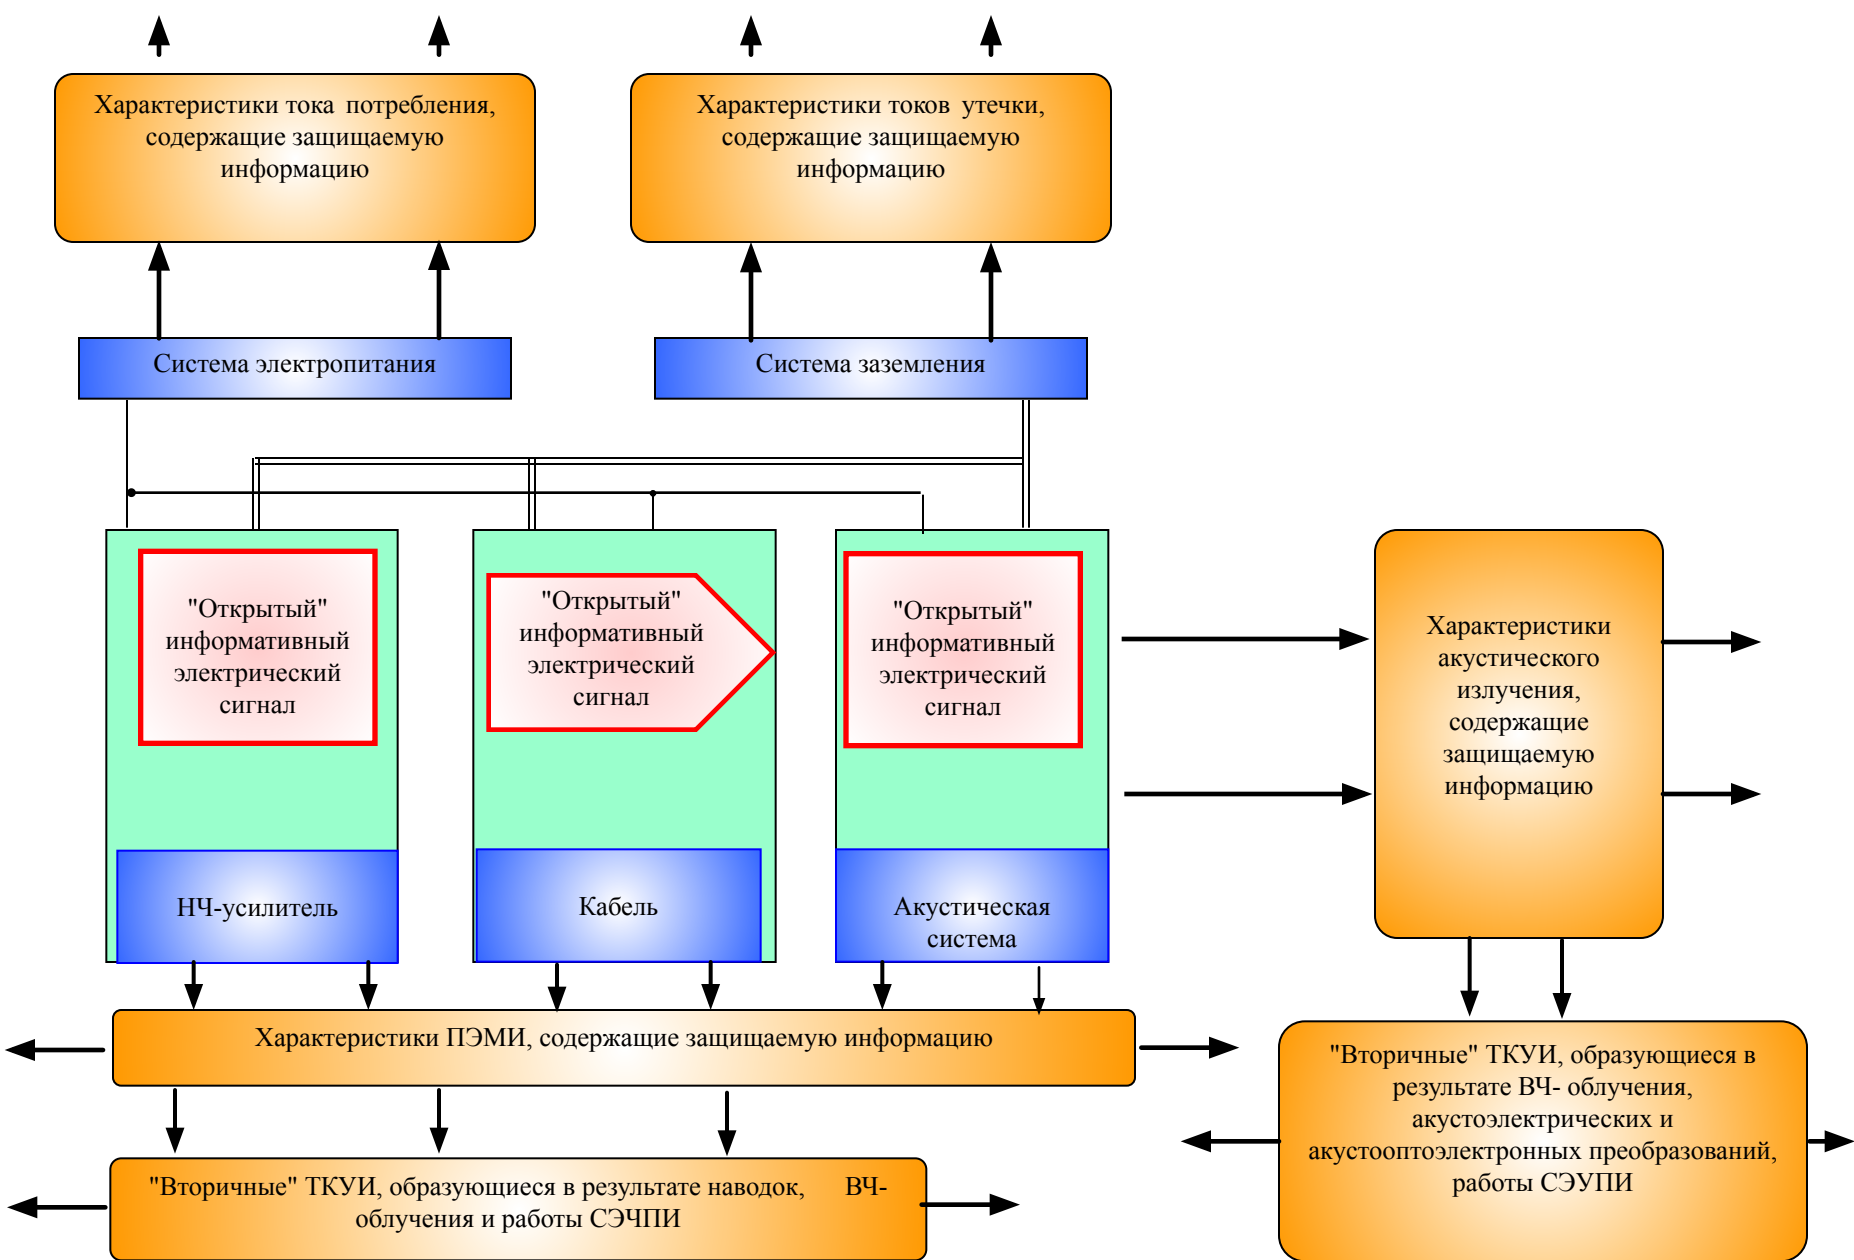 Характеристики тока потребления,
содержащие защищаемую
информацию
Характеристики токов утечки,
содержащие защищаемую
информацию
Система электропитания
Система заземления
"Открытый"
информативный
электрический
сигнал
"Открытый"
информативный
электрический
сигнал
"Открытый"
информативный
электрический
сигнал
Характеристики
акустического
излучения,
содержащие
защищаемую
информацию
НЧ-усилитель
Кабель
Акустическая
система
Характеристики ПЭМИ, содержащие защищаемую информацию
"Вторичные" ТКУИ, образующиеся в
результате ВЧ- облучения,
акустоэлектрических и
акустооптоэлектронных преобразований,
работы СЭУПИ
"Вторичные" ТКУИ, образующиеся в результате наводок, ВЧ-
облучения и работы СЭЧПИ